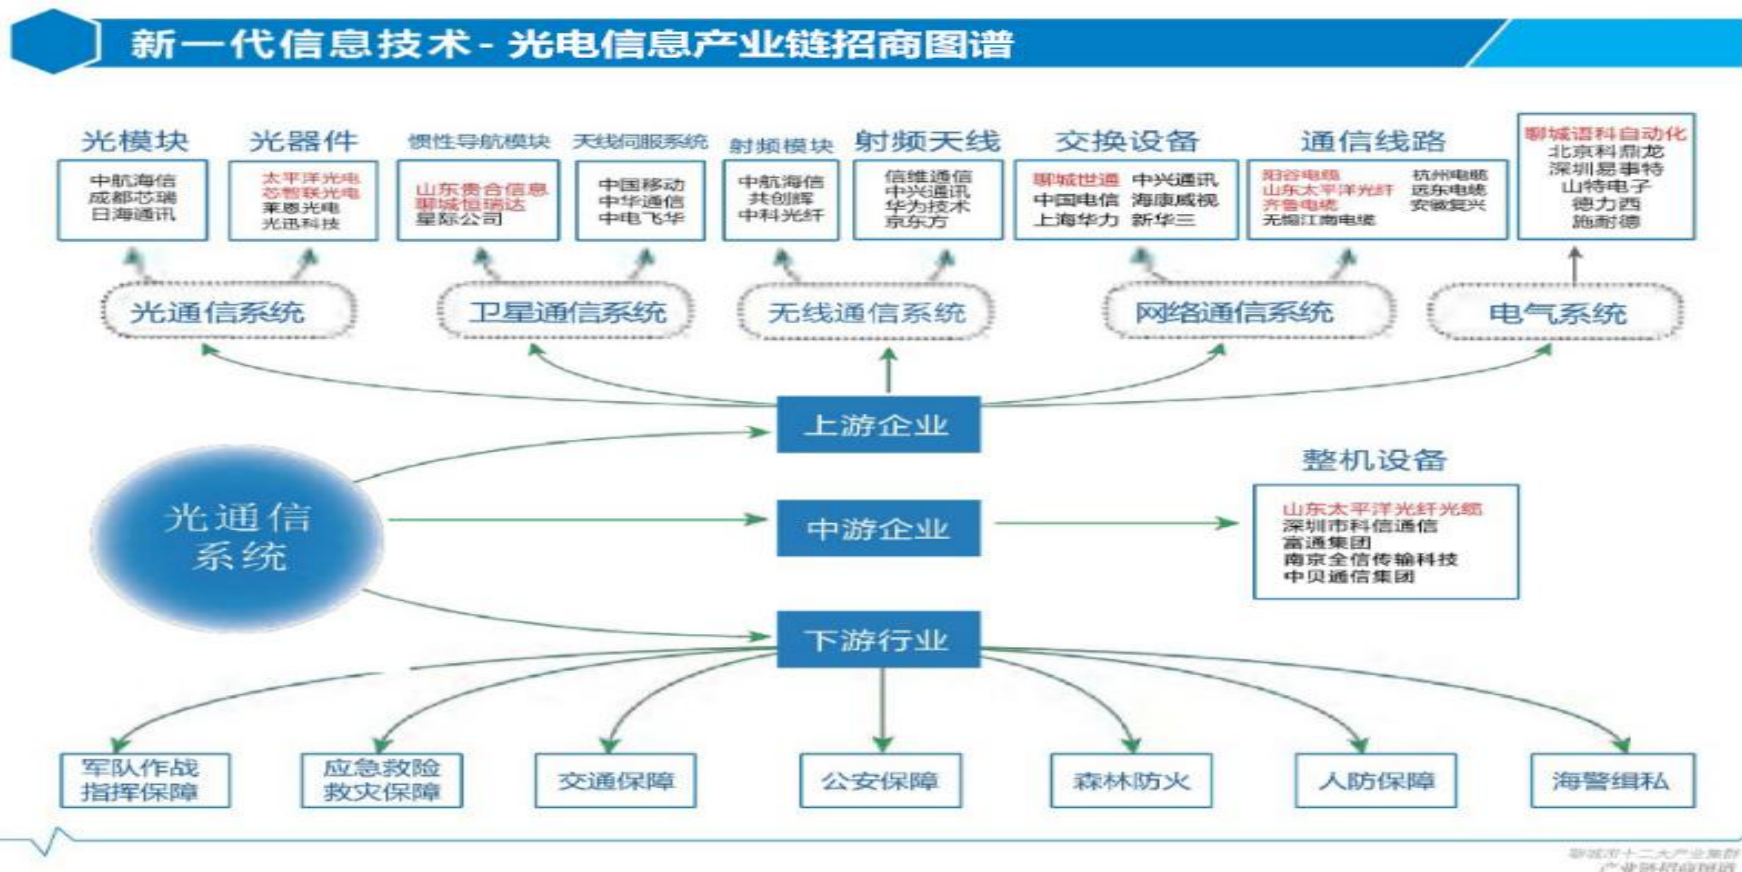 新一代信息技术-光电信息产业链招商图谱
光模块
中航海信
成都芯瑞
日海通讯
光器件
太平洋光电
芯智联光电
莱恩光电
光迅科技
惯性导航模块
山东贵合信息
聊城恒瑞达
星际公司
天线伺服系统
中国移动
中华通信
中电飞华
射频模块
中航海信
共创辉
中科光纤
射频天线
信维通信
中兴通讯
华为技术
京东方
交换设备
聊城世通 中兴通讯
中国电信 海康威视
上海华力 新华三
通信线路
阳谷电缆 杭州电缆
山东太平洋光纤 远东电缆
齐鲁电缆 安徽复兴
无锡江南电缆
聊城语科自动化
北京科鼎龙
深圳易事特
山特电子
德力西
施耐德
光通信系统
卫星通信系统
无线通信系统
网络通信系统
电气系统
上游企业
光通信
系统
中游企业
整机设备
山东太平洋光纤光缆
深圳市科信通信
富通集团
南京全信传输科技
中贝通信集团
下游行业
军队作战
指挥保障
应急救险
救灾保障
交通保障
公安保障
森林防火
人防保障
海警缉私
聊城市十二大产业集群
产业链招商图谱